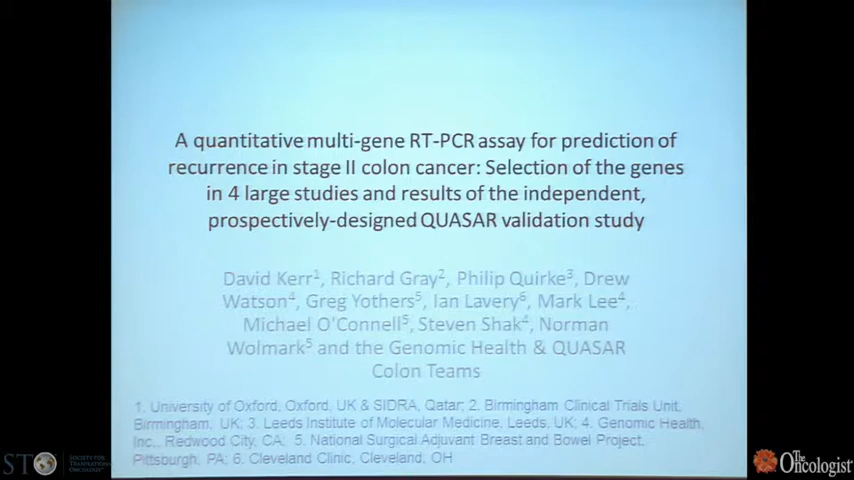 A quantitative multi-gene RT-PCR assay for prediction of
recurrence in stage II colon cancer: Selection of the genes
in 4 large studies and results of the independent,
prospectively-designed QUASAR validation study
David Kerr¹, Richard Gray², Philip Quirke³, Drew
Watson⁴, Greg Yothers⁵, Ian Lavery⁶, Mark Lee⁴,
Michael O'Connell⁵, Steven Shak⁴, Norman
Wolmark⁵ and the Genomic Health & QUASAR
Colon Teams
1. University of Oxford, Oxford, UK & SIDRA, Qatar; 2. Birmingham Clinical Trials Unit,
Birmingham, UK; 3. Leeds Institute of Molecular Medicine, Leeds, UK; 4. Genomic Health,
Inc., Redwood City, CA; 5. National Surgical Adjuvant Breast and Bowel Project,
Pittsburgh, PA; 6. Cleveland Clinic, Cleveland, OH
STO
SOCIETY FOR
TRANSLATIONAL
ONCOLOGY
The
Oncologist